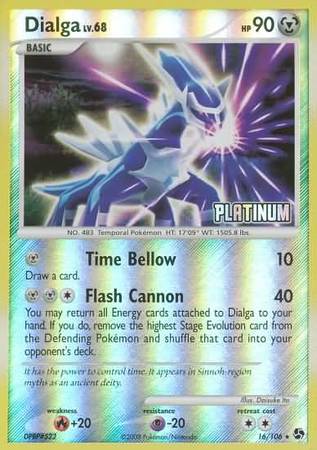 Dialga LV.68 HP 90
BASIC
PLATINUM
NO. 483 Temporal Pokémon HT: 17'09" WT: 1505.8 lbs.
Time Bellow 10
Draw a card.
Flash Cannon 40
You may return all Energy cards attached to Dialga to
your hand. If you do, remove the highest Stage Evolution card from
the Defending Pokémon and shuffle that card into your
opponent's deck.
It has the power to control time. It appears in Sinnoh-region
myths as an ancient deity.
Illus. Daisuke Ito
weakness resistance retreat cost
+20 -20
DPBP#522 ©2008 Pokémon/Nintendo 16/106 ★